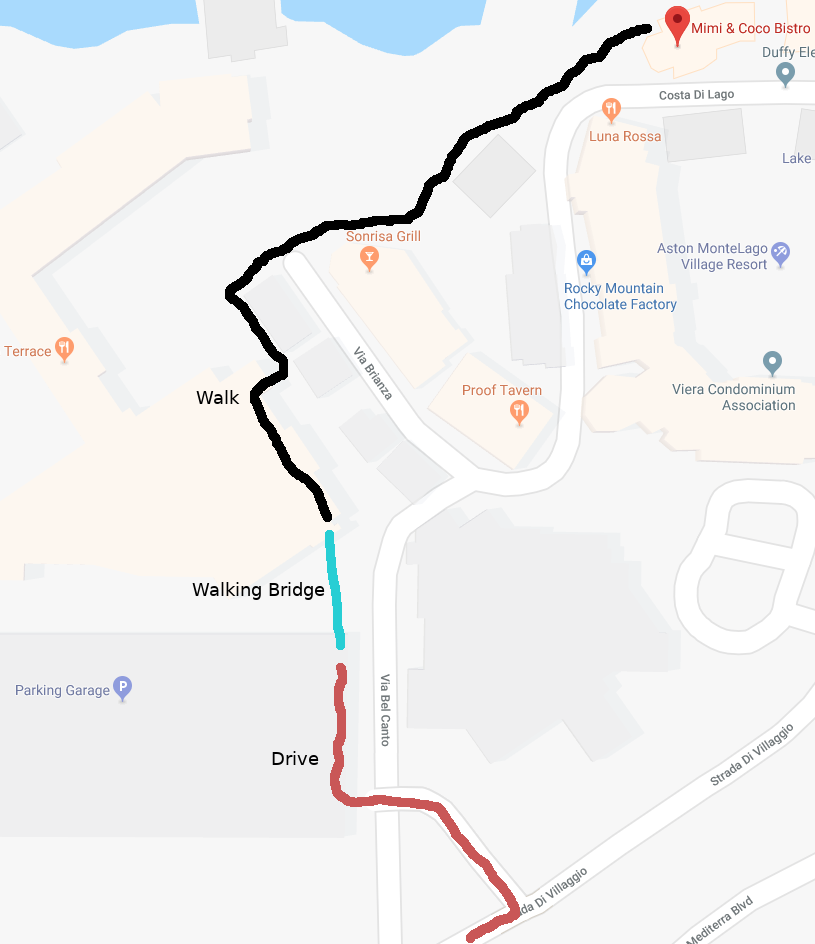 Mimi & Coco Bistro
Duffy Ele
Costa Di Lago
Luna Rossa
Lake
Sonrisa Grill
Aston MonteLago
Village Resort
Rocky Mountain
Chocolate Factory
Terrace
Via Brianza
Walk
Proof Tavern
Viera Condominium
Association
Walking Bridge
Parking Garage
P
Via Bel Canto
Drive
Strada Di Villaggio
da Di Villaggio
Mediterra Blvd